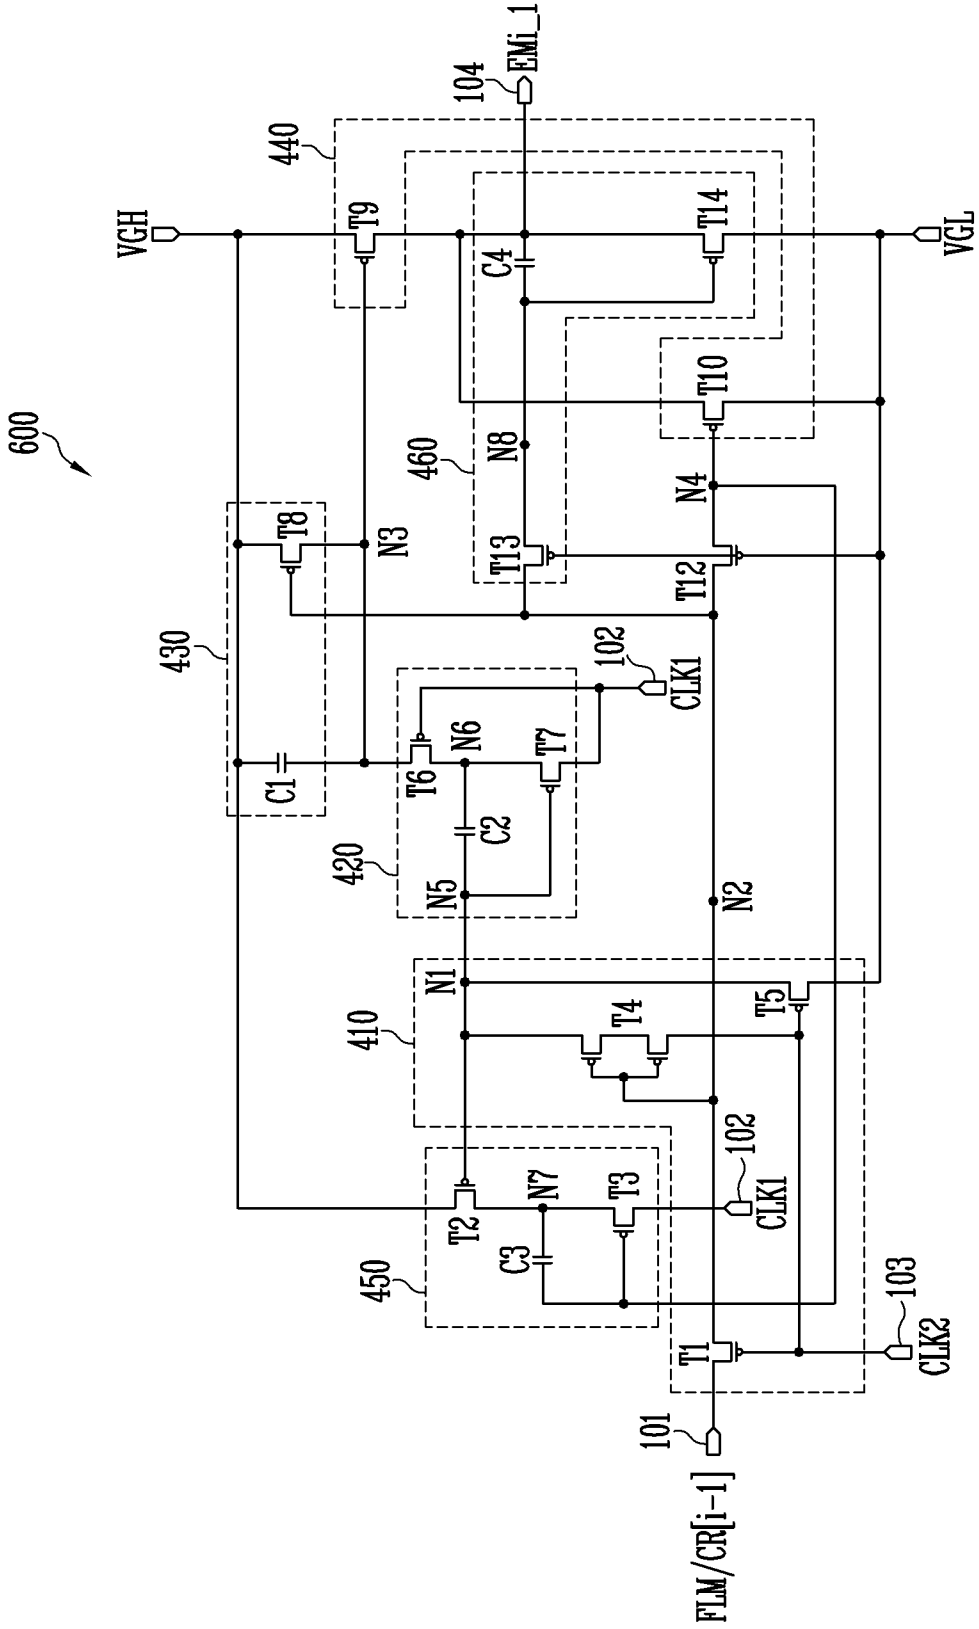 600
VGH
440
T9
104
EMi_1
430
T8
C1
N3
460
T13
N8
C4
T14
T10
N4
T12
VGL
420
T6
N6
C2
N5
T7
102
CLK1
N2
410
N1
T4
T5
450
T2
N7
C3
T3
102
CLK1
T1
103
CLK2
101
FLM/CR[i-1]